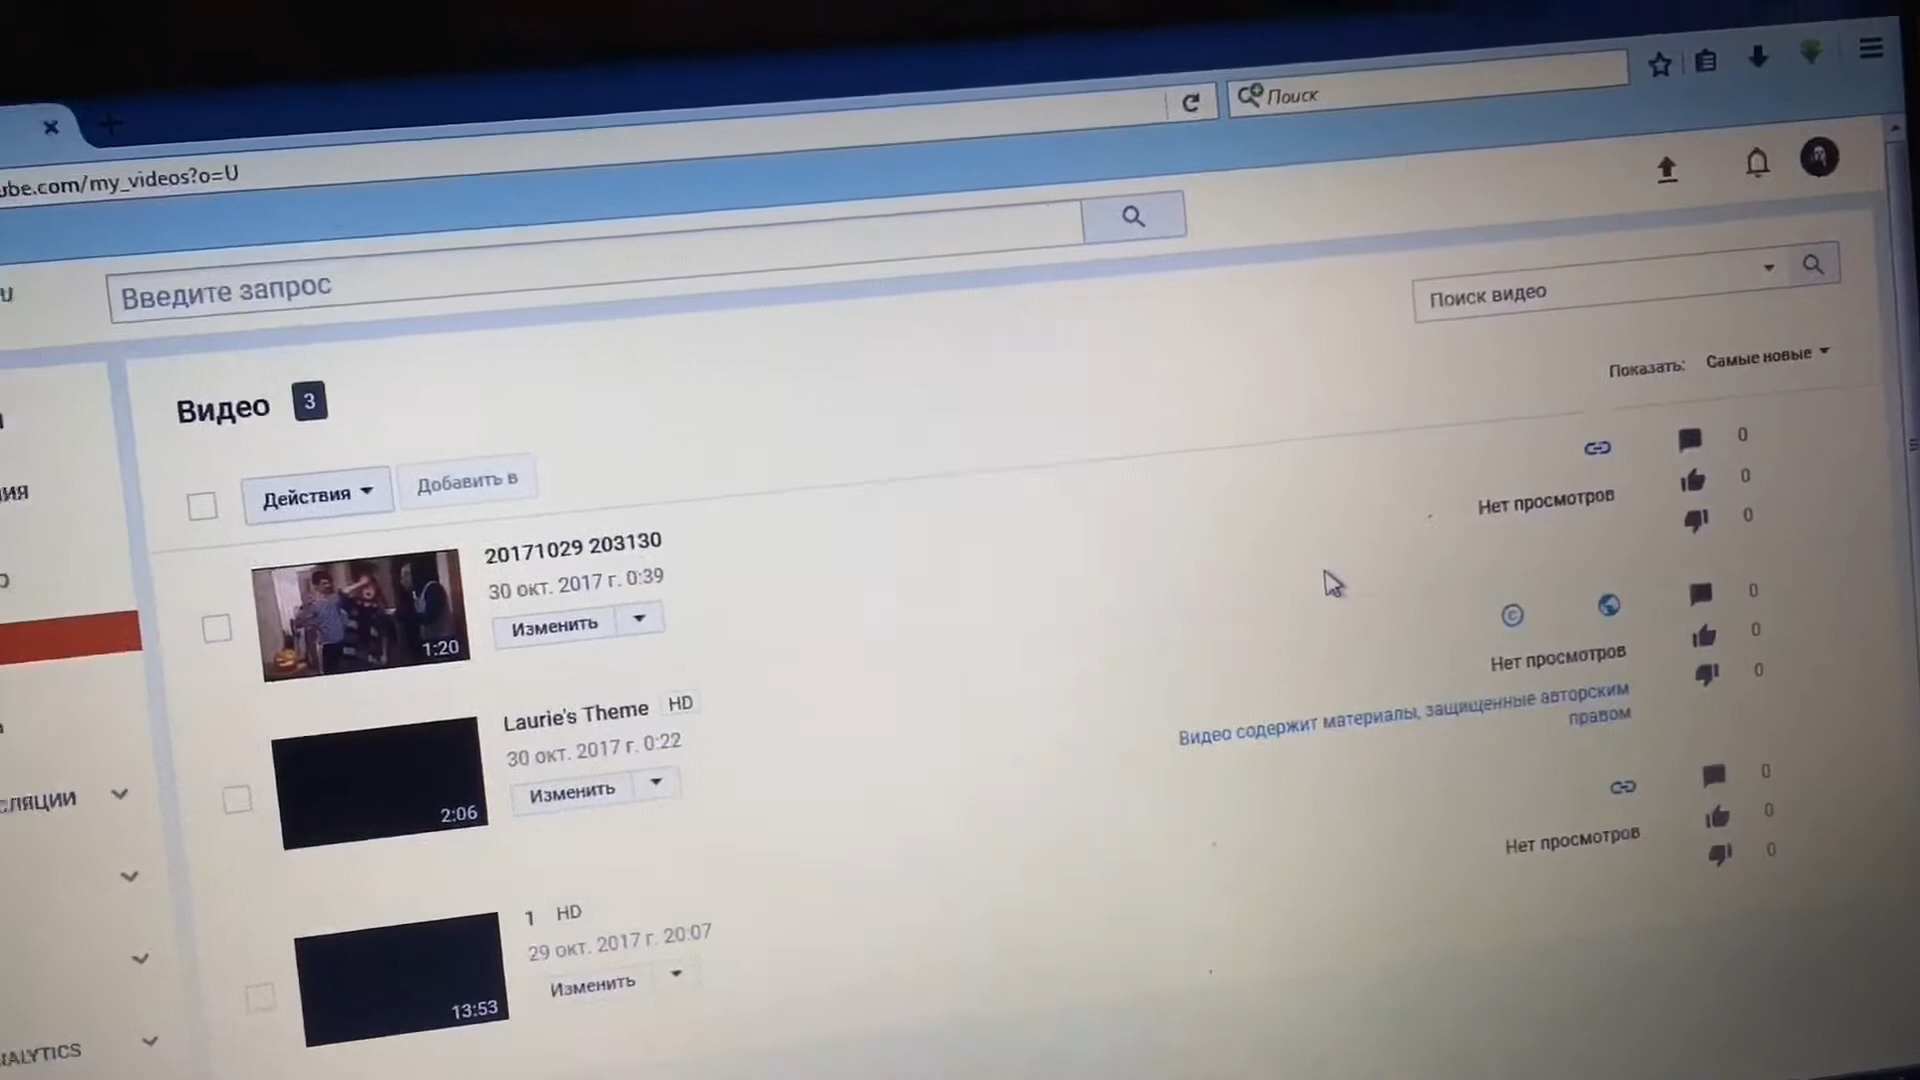 ube.com/my_videos?o=U
Поиск
Введите запрос
Поиск видео
Показать: Самые новые
Видео 3
Действия Добавить в
20171029 203130
30 окт. 2017 г. 0:39
Изменить
1:20
Нет просмотров
0
0
0
Laurie's Theme HD
30 окт. 2017 г. 0:22
Изменить
2:06
Нет просмотров
Видео содержит материалы, защищенные авторским
правом
0
0
0
1 HD
29 окт. 2017 г. 20:07
Изменить
13:53
Нет просмотров
0
0
0
ия
сляции
NALYTICS